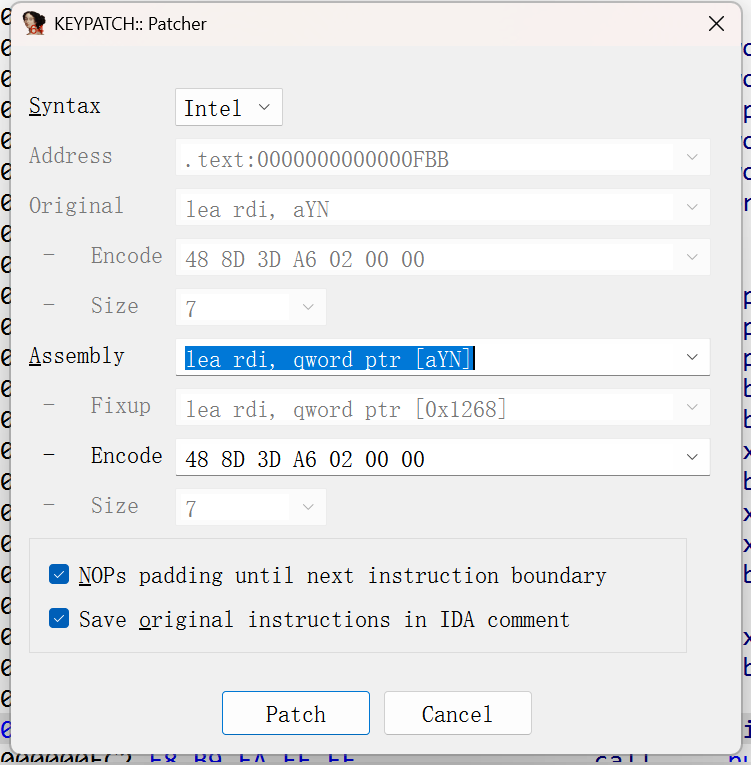 KEYPATCH:: Patcher
Syntax Intel
Address .text:0000000000000FBB
Original lea rdi, aYN
- Encode 48 8D 3D A6 02 00 00
- Size 7
Assembly lea rdi, qword ptr [aYN]
- Fixup lea rdi, qword ptr [0x1268]
- Encode 48 8D 3D A6 02 00 00
- Size 7
NOPs padding until next instruction boundary
Save original instructions in IDA comment
Patch Cancel
call